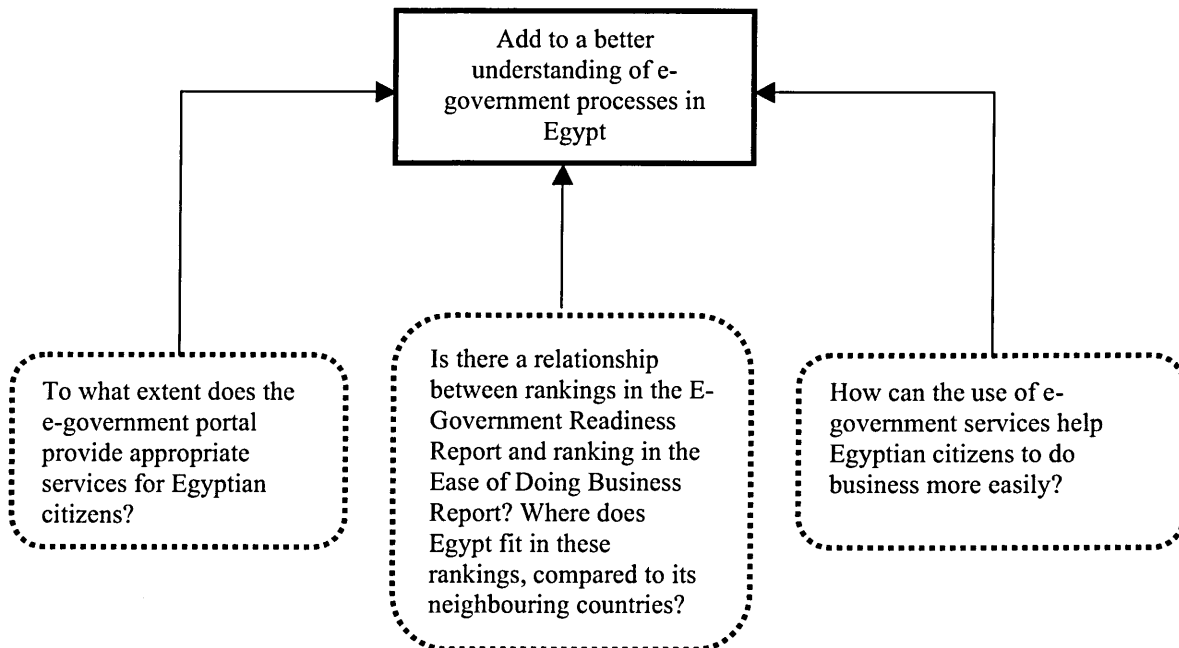 Add to a better
understanding of e-
government processes in
Egypt
To what extent does the
e-government portal
provide appropriate
services for Egyptian
citizens?
Is there a relationship
between rankings in the E-
Government Readiness
Report and ranking in the
Ease of Doing Business
Report? Where does
Egypt fit in these
rankings, compared to its
neighbouring countries?
How can the use of e-
government services help
Egyptian citizens to do
business more easily?